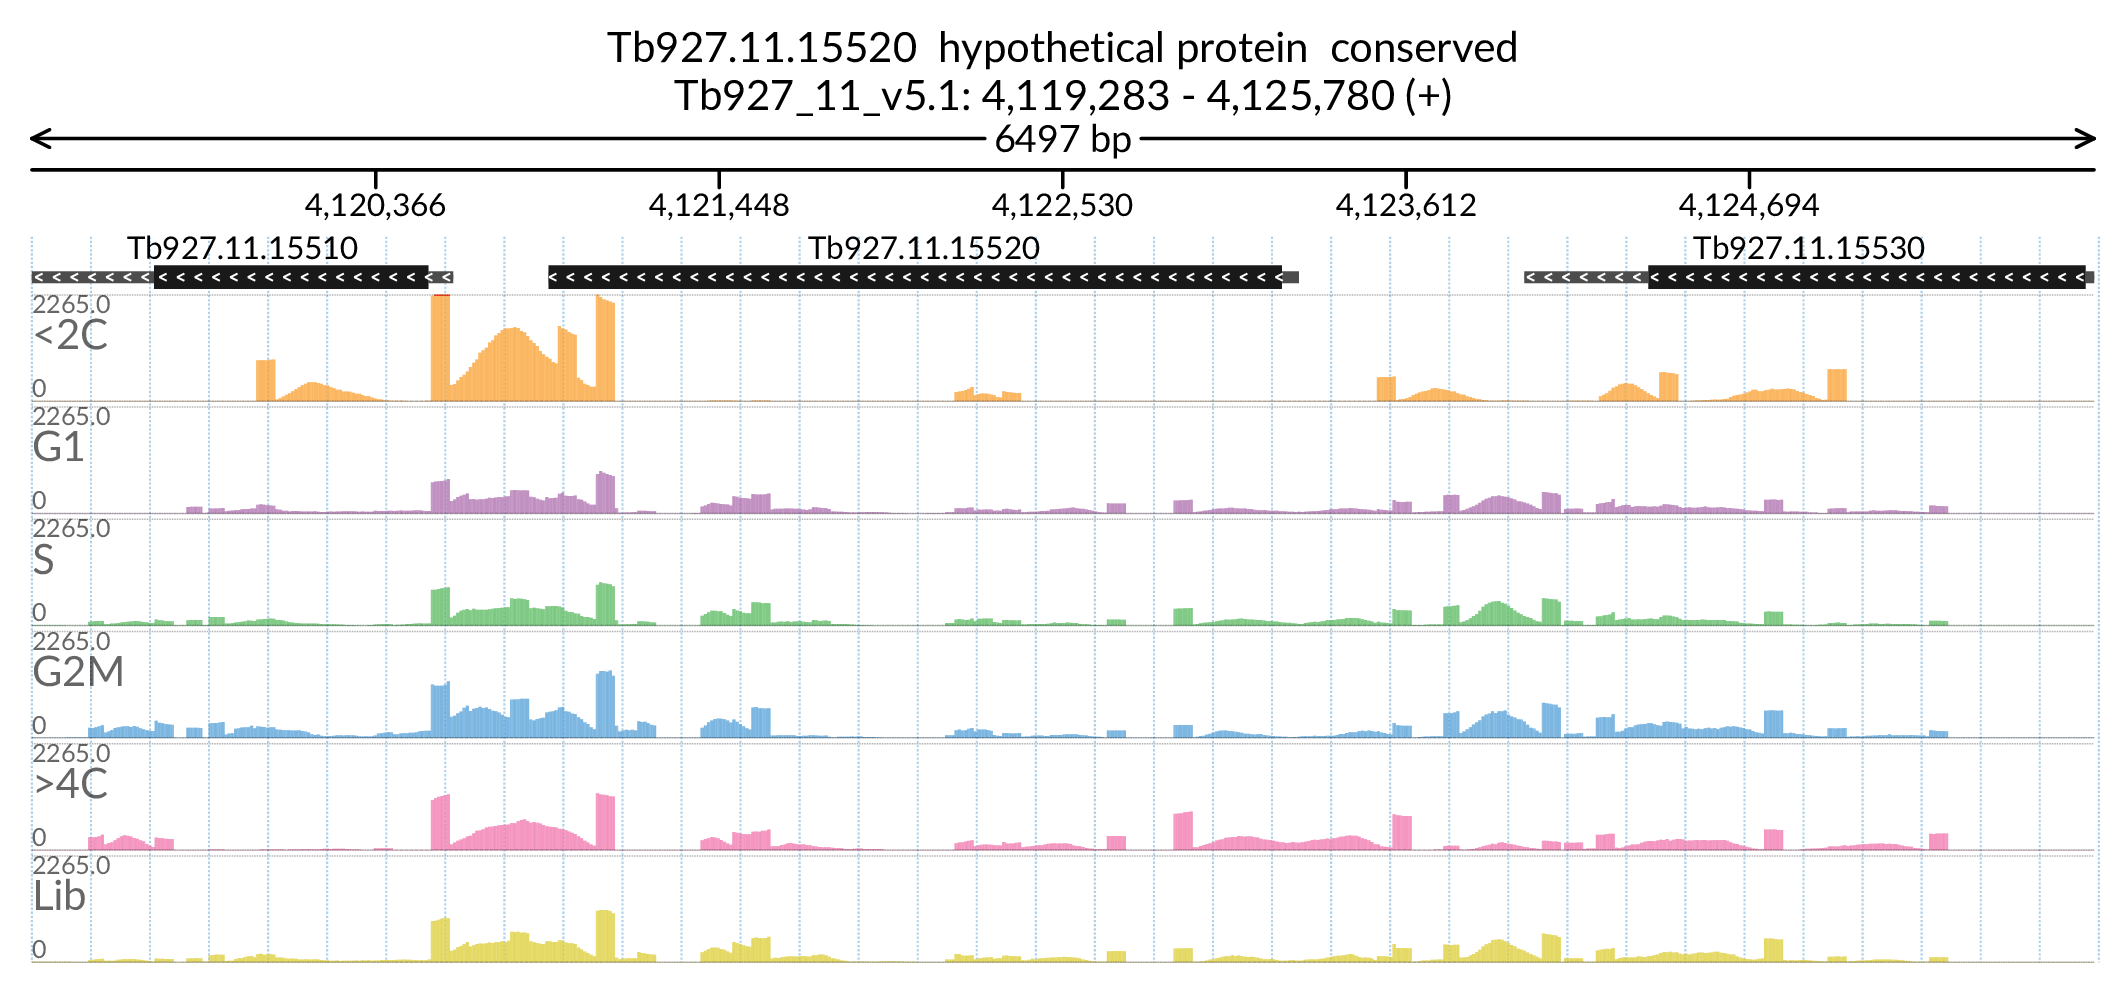 Tb927.11.15520 hypothetical protein conserved
Tb927_11_v5.1: 4,119,283 - 4,125,780 (+)
6497 bp
4,120,366 4,121,448 4,122,530 4,123,612 4,124,694
Tb927.11.15510 Tb927.11.15520 Tb927.11.15530
2265.0
<2C
0
2265.0
G1
0
2265.0
S
0
2265.0
G2M
0
2265.0
>4C
0
2265.0
Lib
0